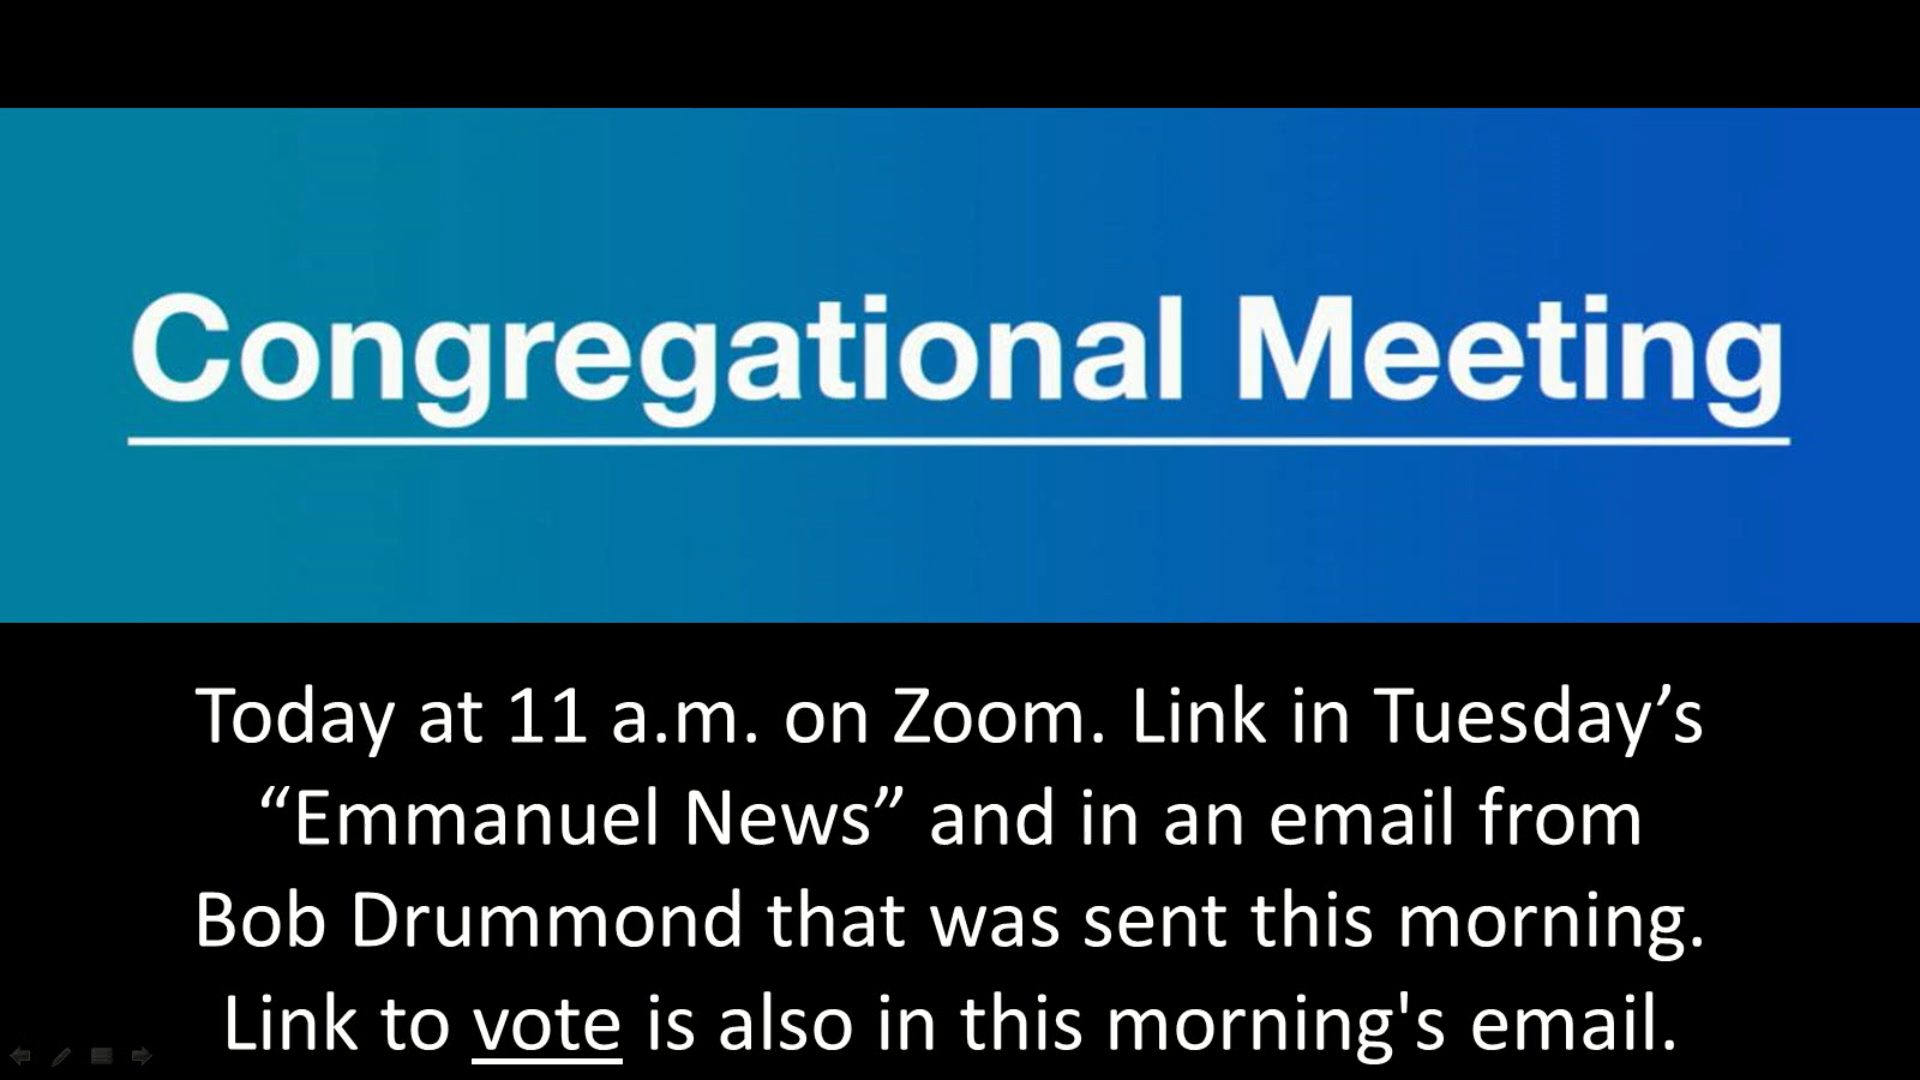 Congregational Meeting
Today at 11 a.m. on Zoom. Link in Tuesday’s
“Emmanuel News” and in an email from
Bob Drummond that was sent this morning.
Link to vote is also in this morning's email.